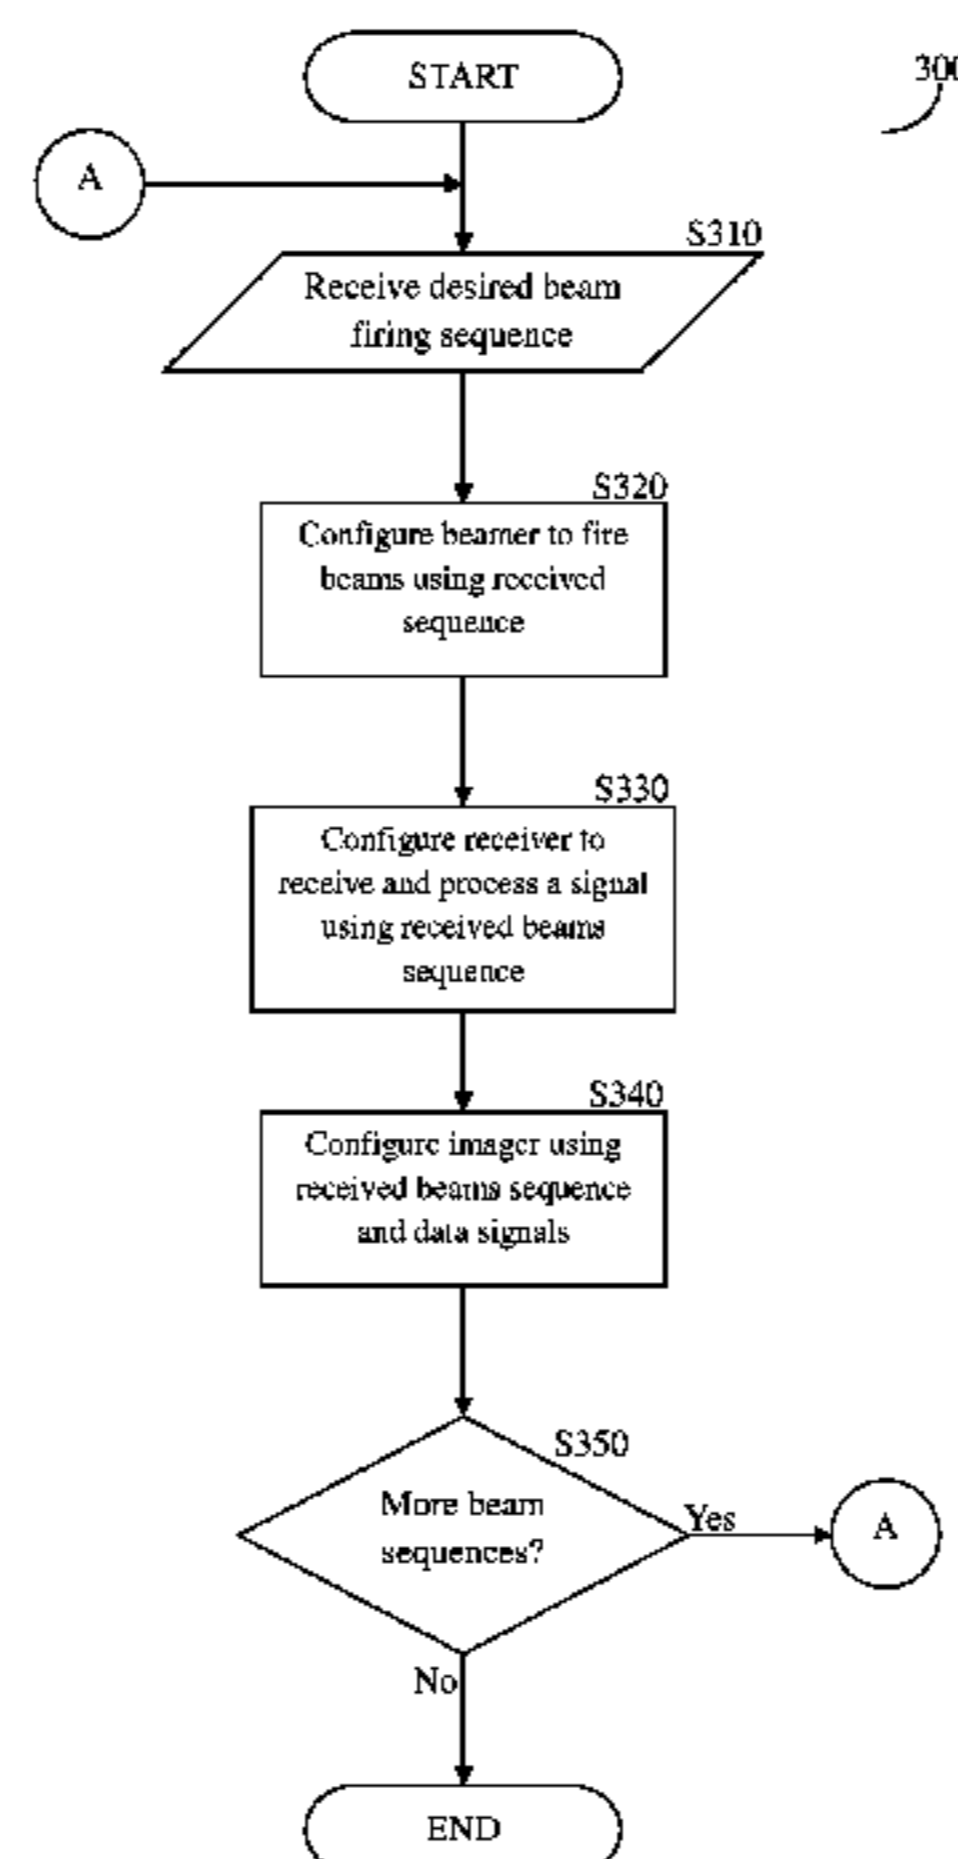 START
300
A
S310
Receive desired beam
firing sequence
S320
Configure beamer to fire
beams using received
sequence
S330
Configure receiver to
receive and process a signal
using received beams
sequence
S340
Configure imager using
received beams sequence
and data signals
S350
More beam
sequences?
Yes
A
No
END